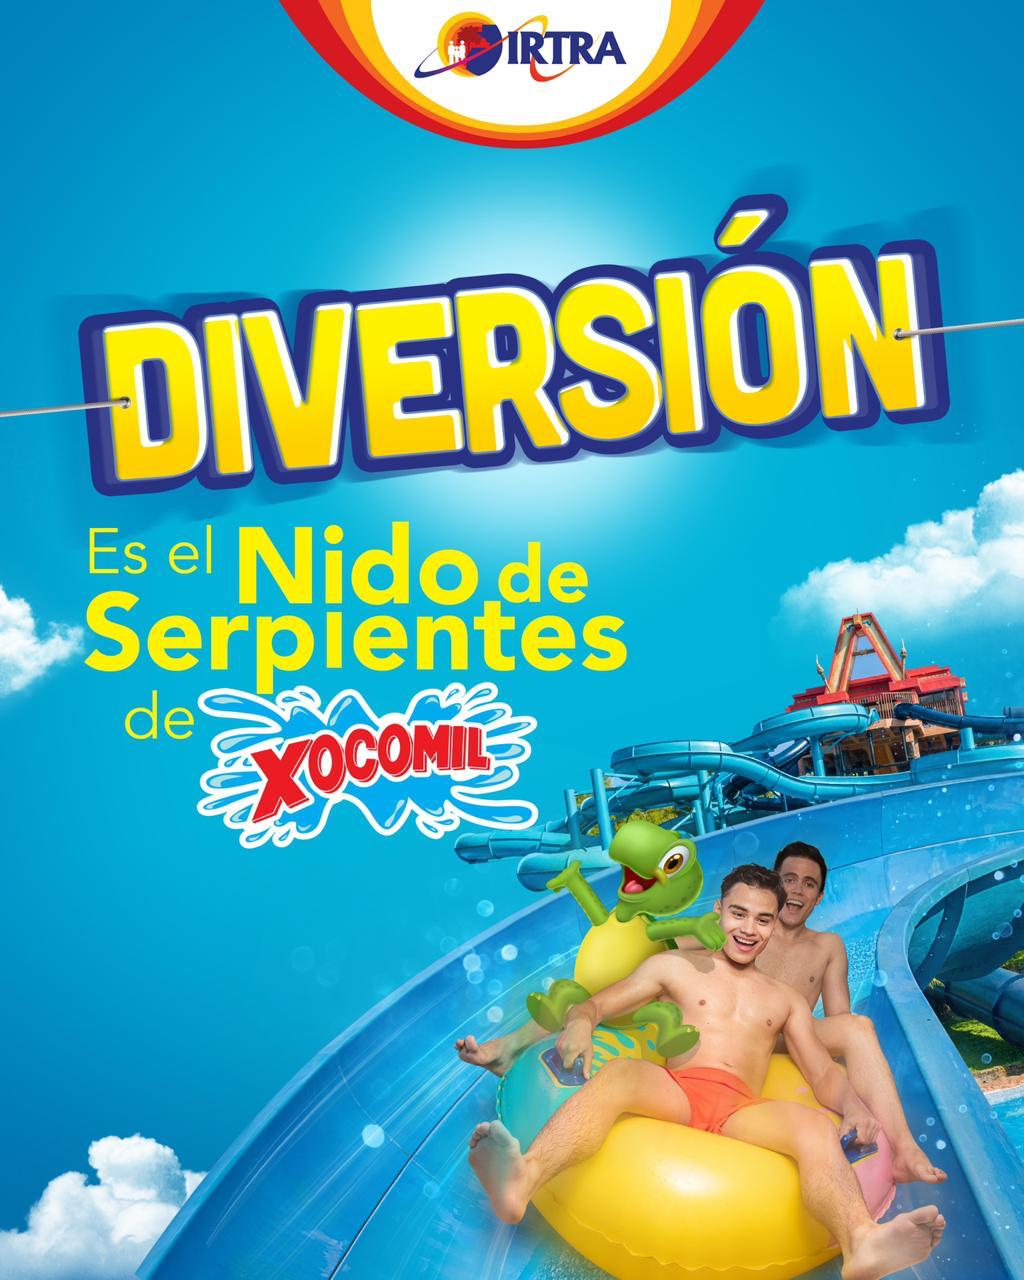 IRTRA
DIVERSIÓN
Es el Nido de
Serpientes
de XOCOMIL